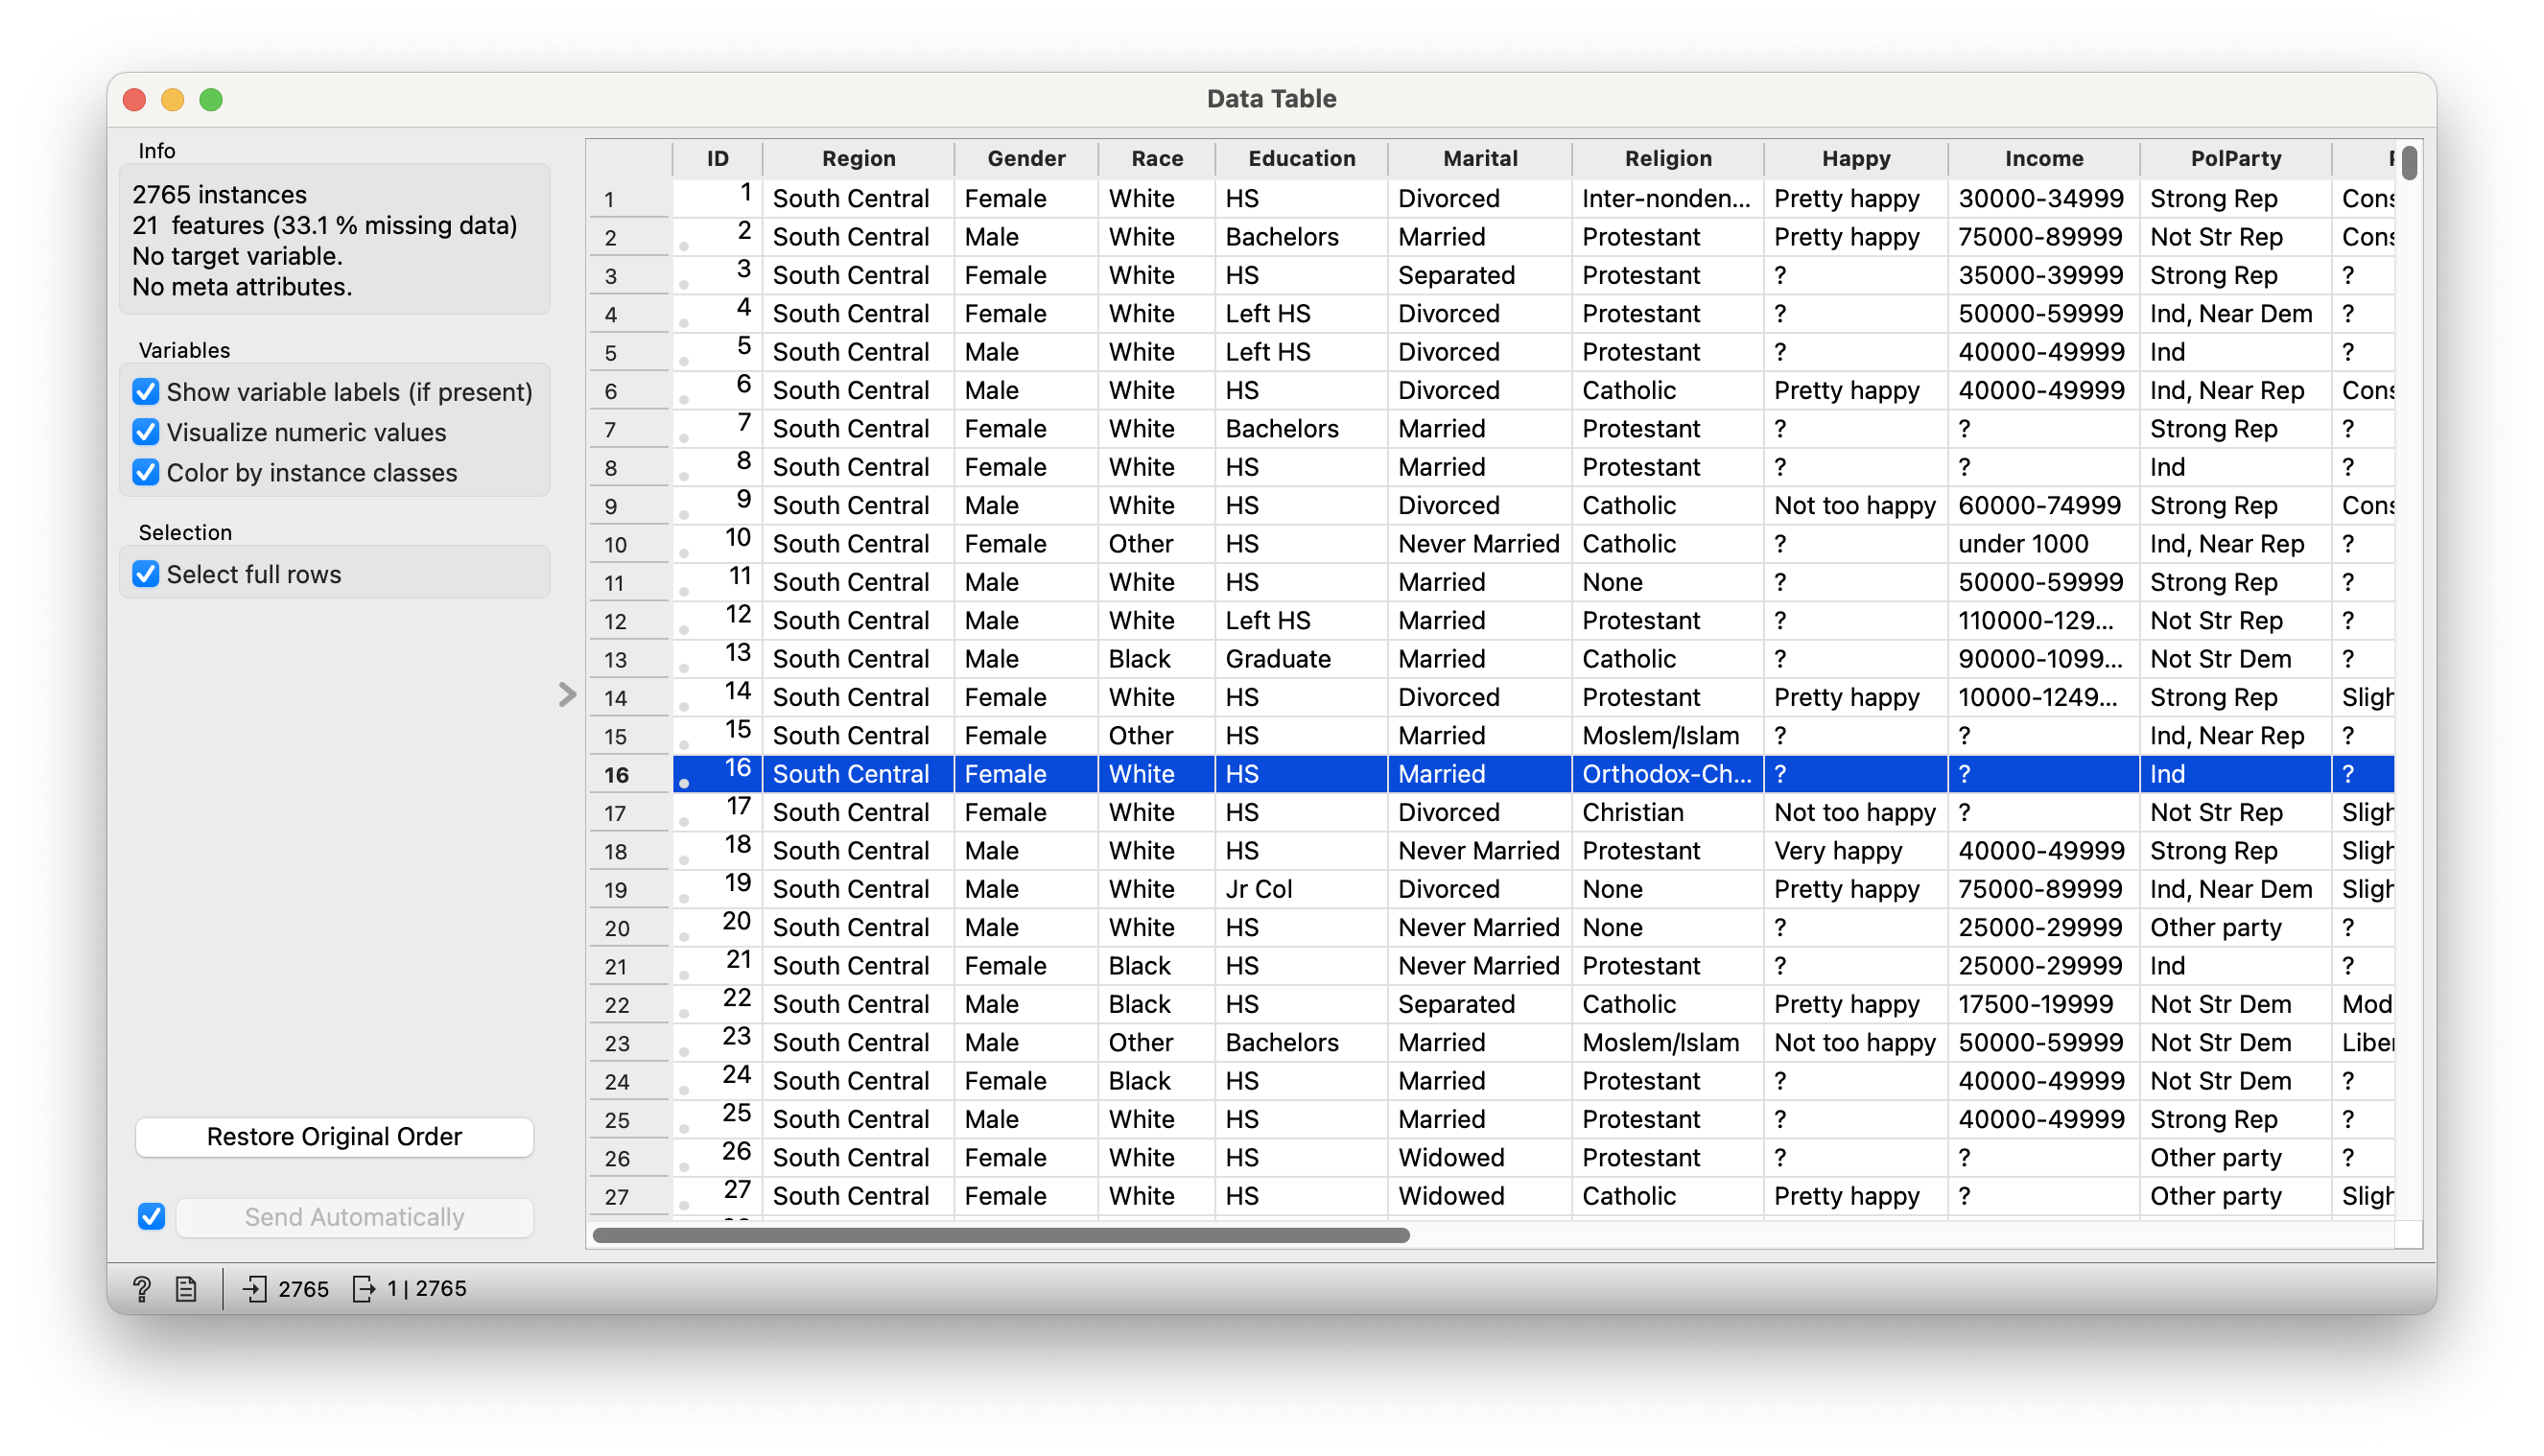 Data Table
Info
2765 instances
21 features (33.1 % missing data)
No target variable.
No meta attributes.
Variables
Show variable labels (if present)
Visualize numeric values
Color by instance classes
Selection
Select full rows
Restore Original Order
Send Automatically
ID Region Gender Race Education Marital Religion Happy Income PolParty
1 1 South Central Female White HS Divorced Inter-nonden... Pretty happy 30000-34999 Strong Rep Cons
2 2 South Central Male White Bachelors Married Protestant Pretty happy 75000-89999 Not Str Rep Cons
3 3 South Central Female White HS Separated Protestant ? 35000-39999 Strong Rep ?
4 4 South Central Female White Left HS Divorced Protestant ? 50000-59999 Ind, Near Dem ?
5 5 South Central Male White Left HS Divorced Protestant ? 40000-49999 Ind ?
6 6 South Central Male White HS Divorced Catholic Pretty happy 40000-49999 Ind, Near Rep Cons
7 7 South Central Female White Bachelors Married Protestant ? ? Strong Rep ?
8 8 South Central Female White HS Married Protestant ? ? Ind ?
9 9 South Central Male White HS Divorced Catholic Not too happy 60000-74999 Strong Rep Cons
10 10 South Central Female Other HS Never Married Catholic ? under 1000 Ind, Near Rep ?
11 11 South Central Male White HS Married None ? 50000-59999 Strong Rep ?
12 12 South Central Male White Left HS Married Protestant ? 110000-129... Not Str Rep ?
13 13 South Central Male Black Graduate Married Catholic ? 90000-1099... Not Str Dem ?
14 14 South Central Female White HS Divorced Protestant Pretty happy 10000-1249... Strong Rep Sligh
15 15 South Central Female Other HS Married Moslem/Islam ? ? Ind, Near Rep ?
16 16 South Central Female White HS Married Orthodox-Ch... ? ? Ind ?
17 17 South Central Female White HS Divorced Christian Not too happy ? Not Str Rep Sligh
18 18 South Central Male White HS Never Married Protestant Very happy 40000-49999 Strong Rep Sligh
19 19 South Central Male White Jr Col Divorced None Pretty happy 75000-89999 Ind, Near Dem Sligh
20 20 South Central Male White HS Never Married None ? 25000-29999 Other party ?
21 21 South Central Female Black HS Never Married Protestant ? 25000-29999 Ind ?
22 22 South Central Male Black HS Separated Catholic Pretty happy 17500-19999 Not Str Dem Mod
23 23 South Central Male Other Bachelors Married Moslem/Islam Not too happy 50000-59999 Not Str Dem Liber
24 24 South Central Female Black HS Married Protestant ? 40000-49999 Not Str Dem ?
25 25 South Central Male White HS Married Protestant ? 40000-49999 Strong Rep ?
26 26 South Central Female White HS Widowed Protestant ? ? Other party ?
27 27 South Central Female White HS Widowed Catholic Pretty happy ? Other party Sligh
? 2765 1 | 2765